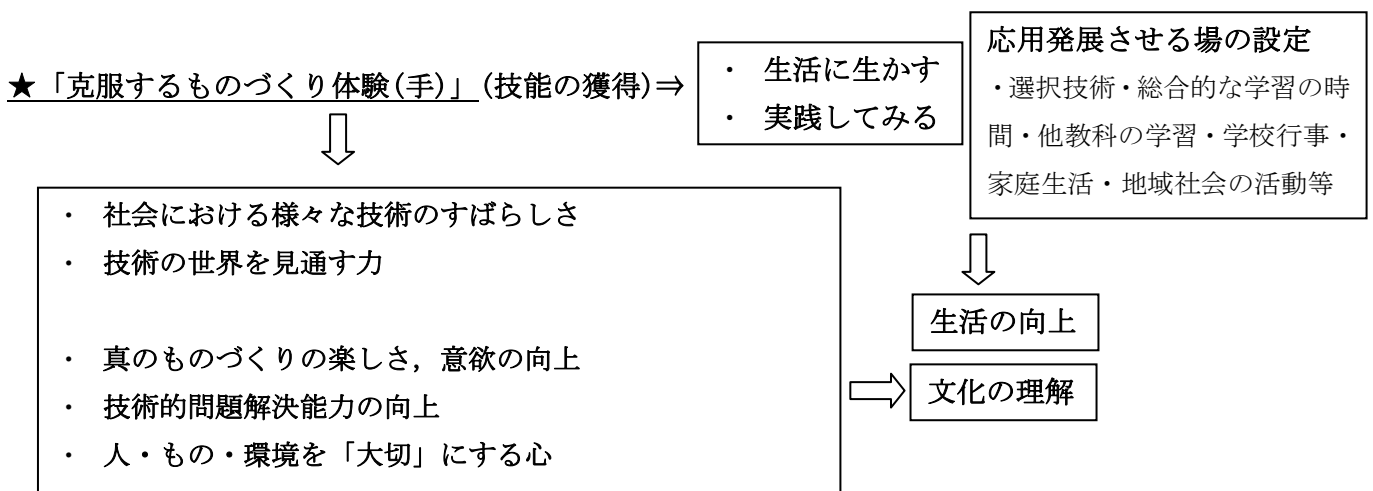 ★「克服するものづくり体験(手)」(技能の獲得)⇒
・ 生活に生かす
・ 実践してみる
応用発展させる場の設定
・選択技術・総合的な学習の時
間・他教科の学習・学校行事・
家庭生活・地域社会の活動等
・ 社会における様々な技術のすばらしさ
・ 技術の世界を見通す力
・ 真のものづくりの楽しさ，意欲の向上
・ 技術的問題解決能力の向上
・ 人・もの・環境を「大切」にする心
生活の向上
文化の理解